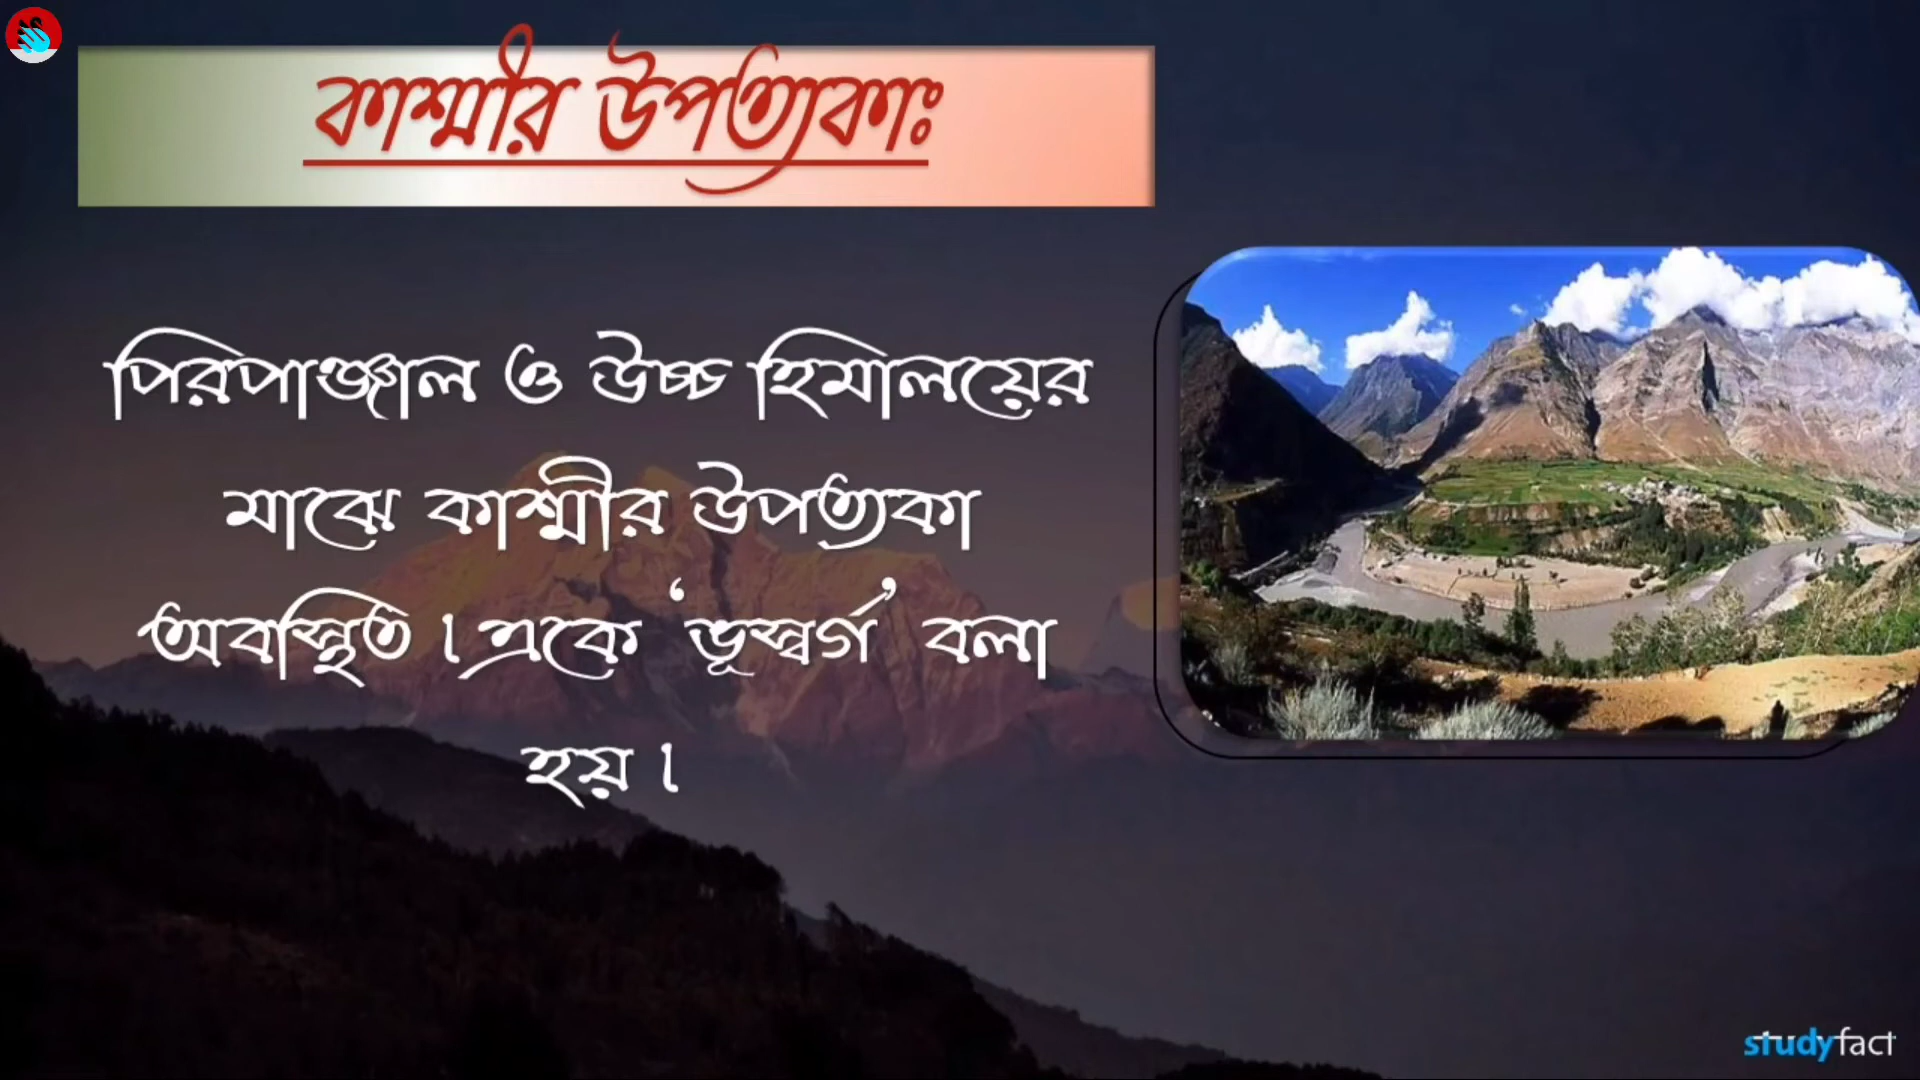 কাশ্মীর উপত্যকাঃ
পিরপাঞ্জাল ও উচ্চ হিমালয়ের
মাঝে কাশ্মীর উপত্যকা
অবস্থিত । একে ‘ভূস্বর্গ’ বলা
হয় ।
studyfact